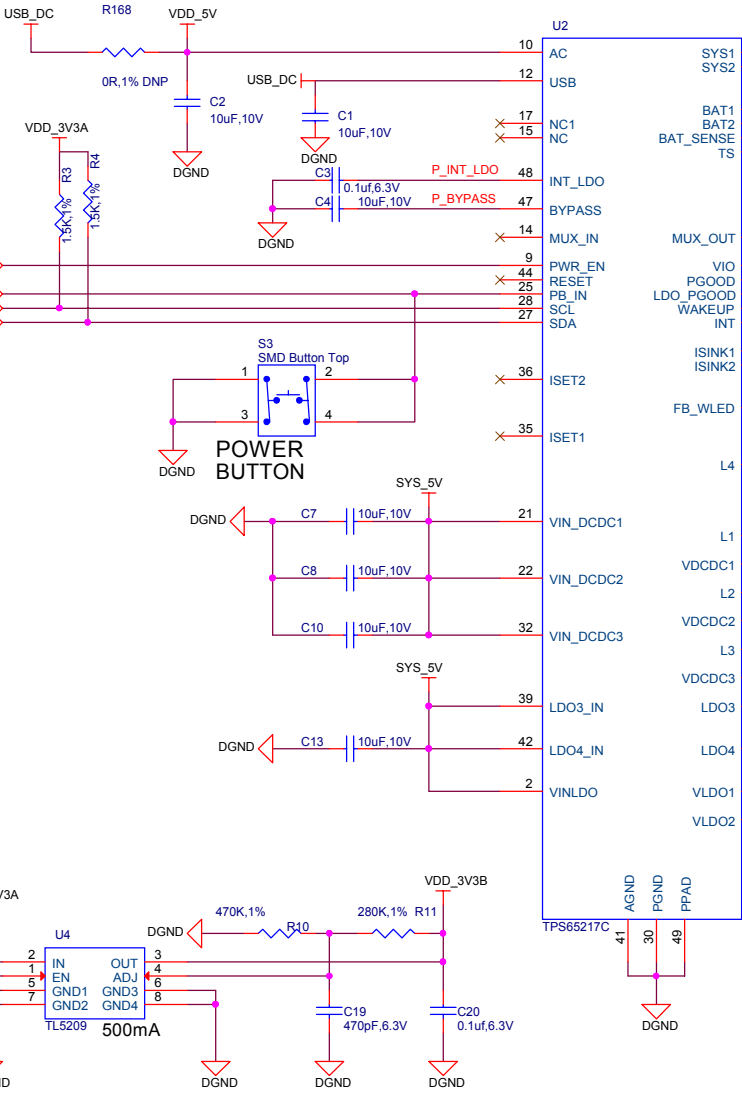 USB_DC
R168
VDD_5V
0R,1% DNP
C2
10uF,10V
DGND
USB_DC
C1
10uF,10V
DGND
VDD_3V3A
R3
1.5K,1%
R4
1.5K,1%
C3
0.1uf,6.3V
P_INT_LDO
C4
10uF,10V
P_BYPASS
DGND
S3
SMD Button Top
1
2
3
4
POWER
BUTTON
DGND
SYS_5V
DGND
C7
10uF,10V
C8
10uF,10V
C10
10uF,10V
SYS_5V
DGND
C13
10uF,10V
U2
10 AC
12 USB
17 NC1
15 NC
48 INT_LDO
47 BYPASS
14 MUX_IN
9 PWR_EN
44 RESET
25 PB_IN
28 SCL
27 SDA
36 ISET2
35 ISET1
21 VIN_DCDC1
22 VIN_DCDC2
32 VIN_DCDC3
39 LDO3_IN
42 LDO4_IN
2 VINLDO
SYS1
SYS2
BAT1
BAT2
BAT_SENSE
TS
MUX_OUT
VIO
PGOOD
LDO_PGOOD
WAKEUP
INT
ISINK1
ISINK2
FB_WLED
L4
L1
VDCDC1
L2
VDCDC2
L3
VDCDC3
LDO3
LDO4
VLDO1
VLDO2
AGND
PGND
PPAD
TPS65217C
41
30
49
DGND
V3A
U4
2 IN
1 EN
5 GND1
7 GND2
OUT 3
ADJ 4
GND3 6
GND4 8
TL5209
500mA
DGND
470K,1%
R10
280K,1% R11
VDD_3V3B
C19
470pF,6.3V
C20
0.1uf,6.3V
ND
DGND
DGND
DGND